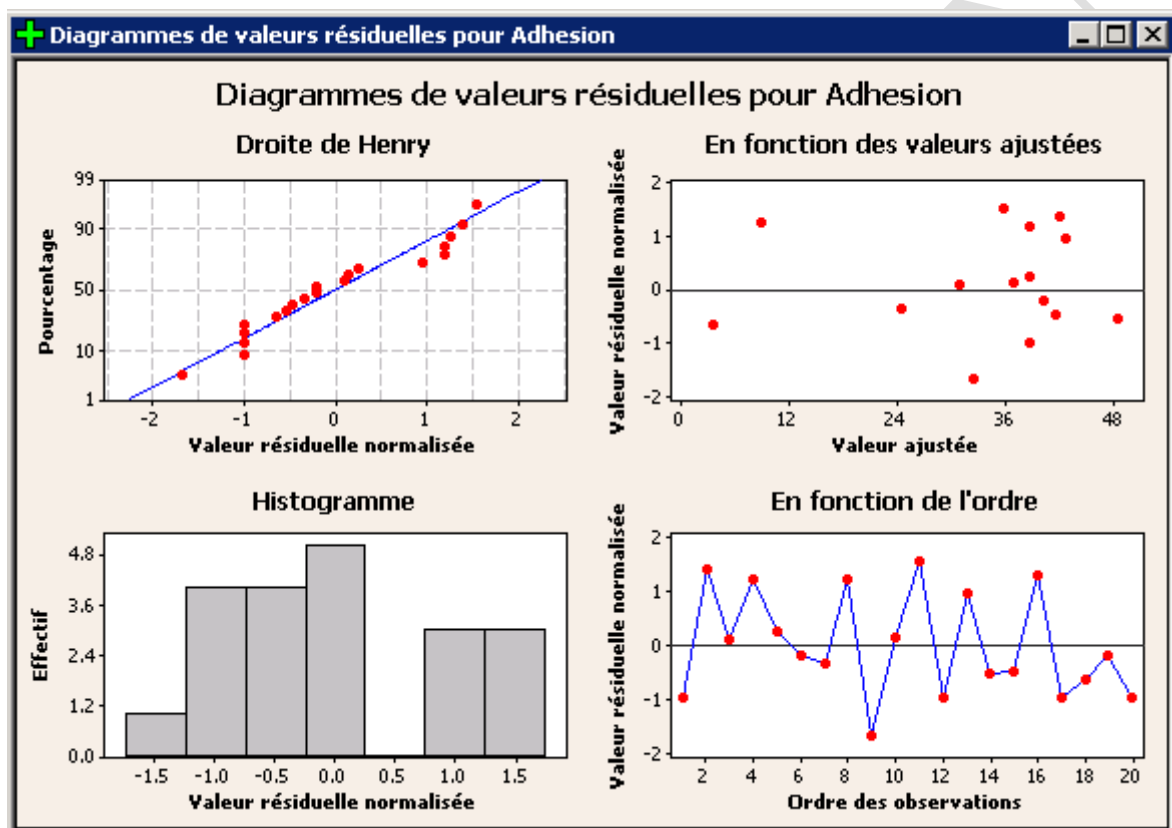 Diagrammes de valeurs résiduelles pour Adhesion
Diagrammes de valeurs résiduelles pour Adhesion
Droite de Henry
Pourcentage
99
90
50
10
1
-2 -1 0 1 2
Valeur résiduelle normalisée
En fonction des valeurs ajustées
Valeur résiduelle normalisée
2
1
0
-1
-2
0 12 24 36 48
Valeur ajustée
Histogramme
Effectif
4.8
3.6
2.4
1.2
0.0
-1.5 -1.0 -0.5 0.0 0.5 1.0 1.5
Valeur résiduelle normalisée
En fonction de l'ordre
Valeur résiduelle normalisée
2
1
0
-1
-2
2 4 6 8 10 12 14 16 18 20
Ordre des observations